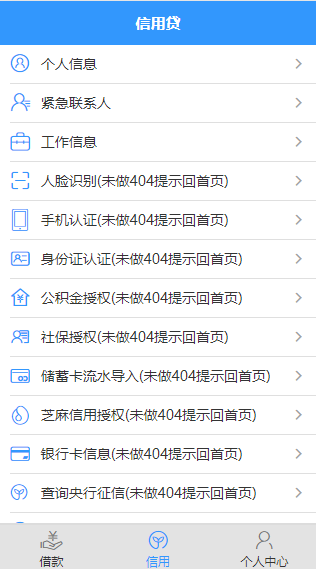 信用贷
个人信息
紧急联系人
工作信息
人脸识别(未做404提示回首页)
手机认证(未做404提示回首页)
身份证认证(未做404提示回首页)
公积金授权(未做404提示回首页)
社保授权(未做404提示回首页)
储蓄卡流水导入(未做404提示回首页)
芝麻信用授权(未做404提示回首页)
银行卡信息(未做404提示回首页)
查询央行征信(未做404提示回首页)
借款
信用
个人中心